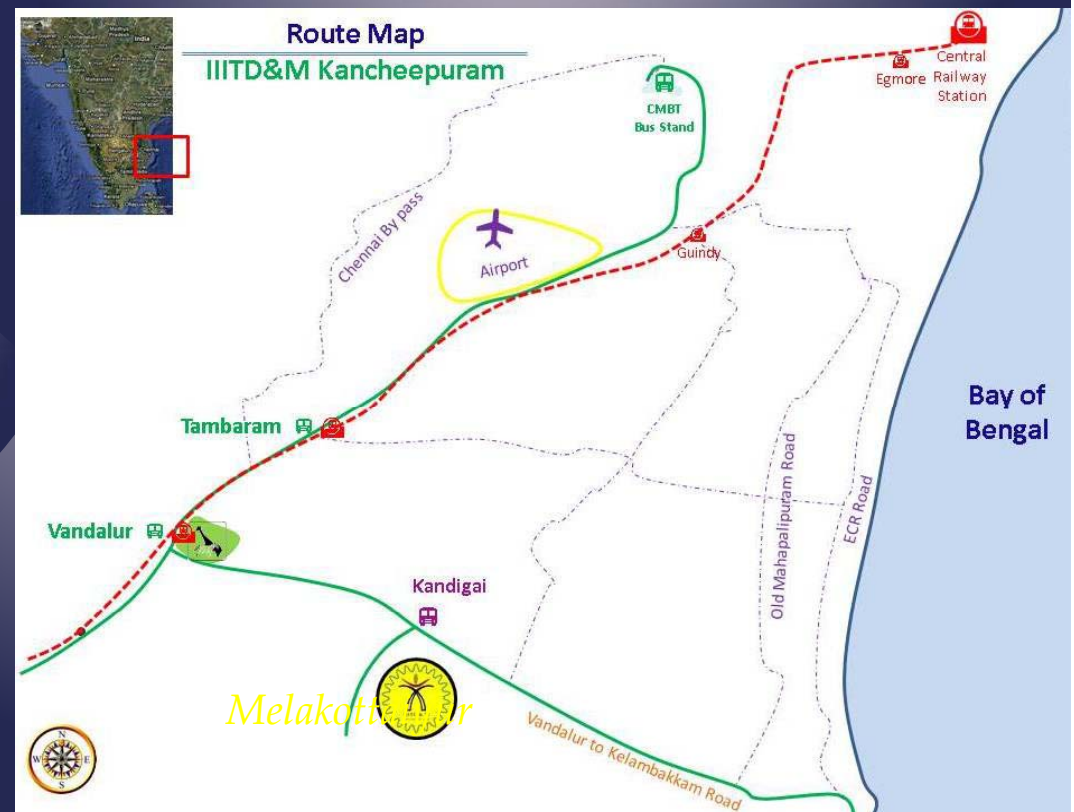 Route Map
IIITD&M Kancheepuram
Central
Railway
Station
Egmore
CMBT
Bus Stand
Chennai By pass
Airport
Guindy
Tambaram
Bay of
Bengal
Vandalur
Old Mahapalipuram Road
ECR Road
Kandigai
Vandalur to Kelambakkam Road
N
W
E
S